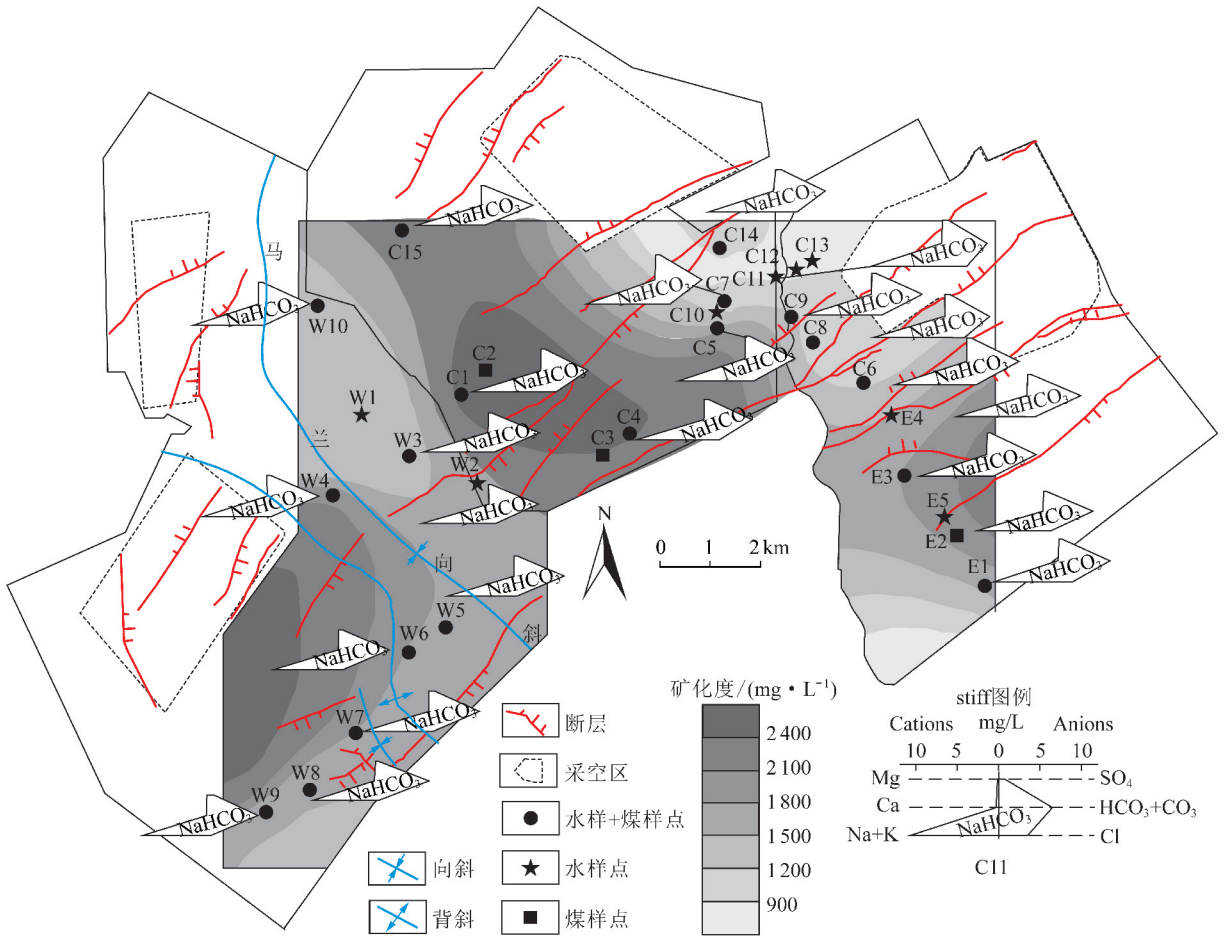 NaHCO₃
NaHCO₃
C15
马
C14
C13
C12
C11
NaHCO₃
NaHCO₃
NaHCO₃
W10
C7
C10
C5
C9
C8
NaHCO₃
NaHCO₃
C2
C1
NaHCO₃
NaHCO₃
C6
NaHCO₃
W1
E4
NaHCO₃
兰
W3
NaHCO₃
C4
C3
NaHCO₃
W2
E3
NaHCO₃
W4
NaHCO₃
NaHCO₃
E5
E2
NaHCO₃
N
0 1 2 km
向
NaHCO₃
E1
NaHCO₃
W5
斜
W6
NaHCO₃
W7
NaHCO₃
W8
NaHCO₃
W9
NaHCO₃
断层
采空区
水样+煤样点
向斜
水样点
背斜
煤样点
矿化度/(mg·L⁻¹)
2 400
2 100
1 800
1 500
1 200
900
stiff图例
Cations mg/L Anions
12 5 0 5 10
Mg SO₄
Ca HCO₃+CO₃
NaHCO₃
Na+K Cl
C11